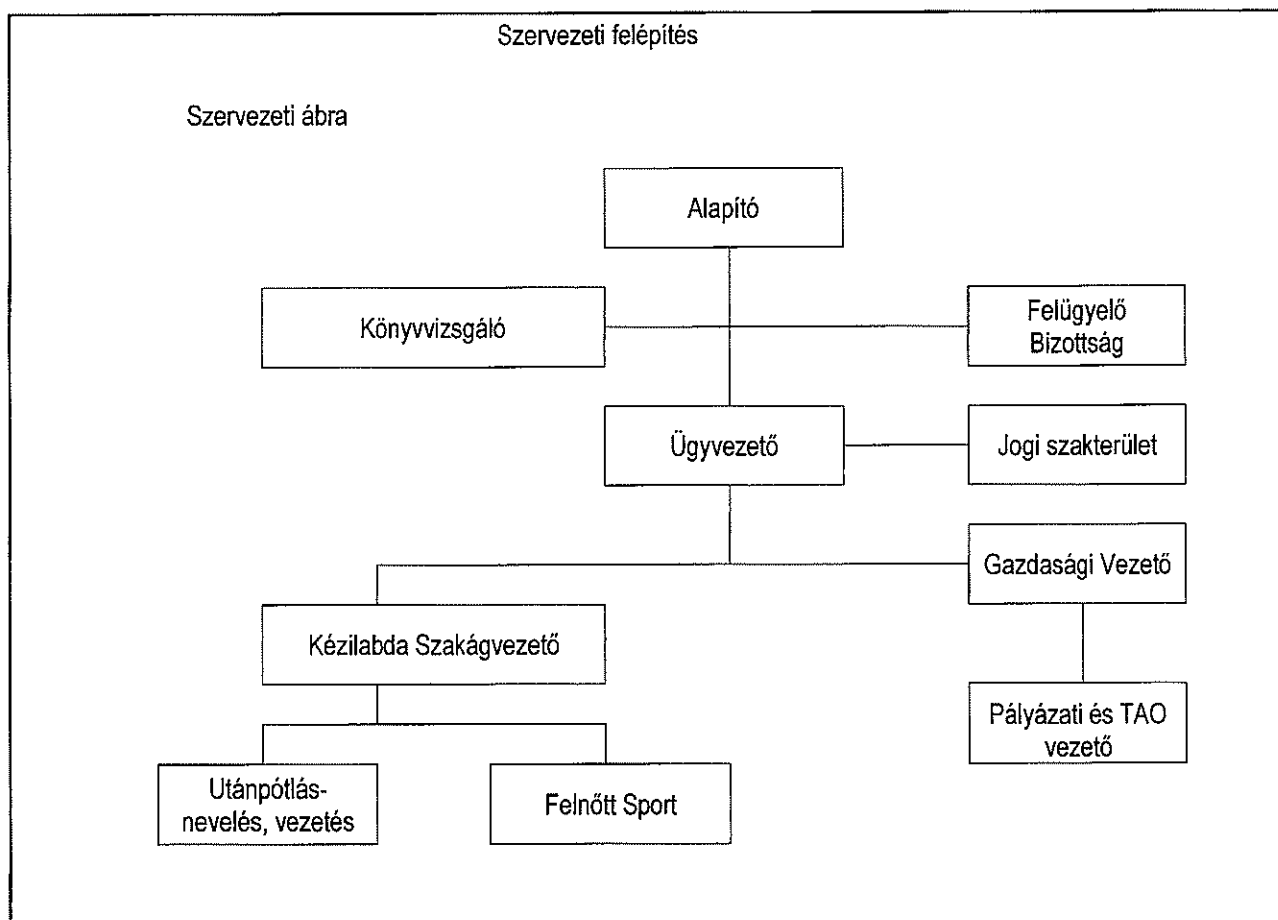 Szervezeti felépítés
Szervezeti ábra
Alapító
Könyvvizsgáló
Felügyelő
Bizottság
Ügyvezető
Jogi szakterület
Gazdasági Vezető
Kézilabda Szakágvezető
Pályázati és TAO
vezető
Utánpótlás-
nevelés, vezetés
Felnőtt Sport